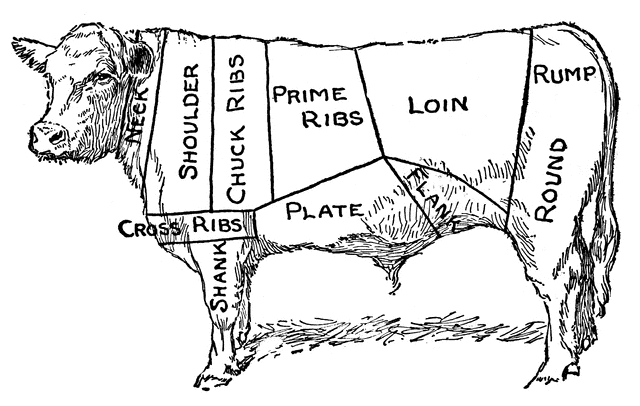 NECK
SHOULDER
CHUCK RIBS
PRIME
RIBS
LOIN
RUMP
ROUND
CROSS RIBS
PLATE
FLANK
SHANK